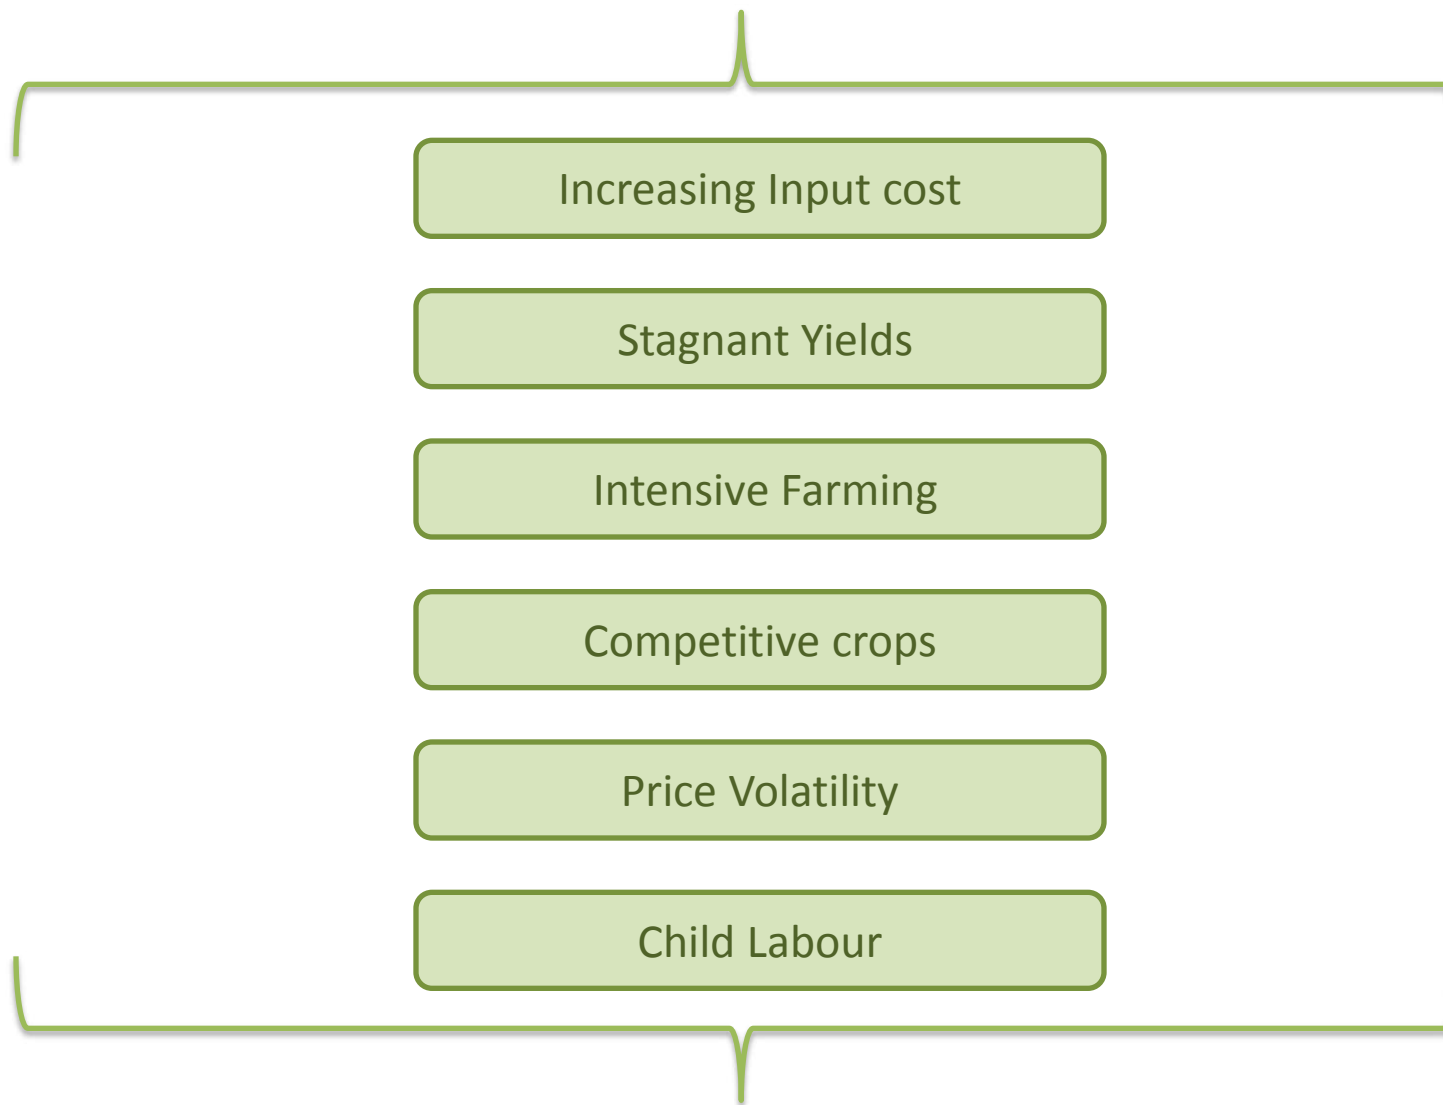 Increasing Input cost
Stagnant Yields
Intensive Farming
Competitive crops
Price Volatility
Child Labour